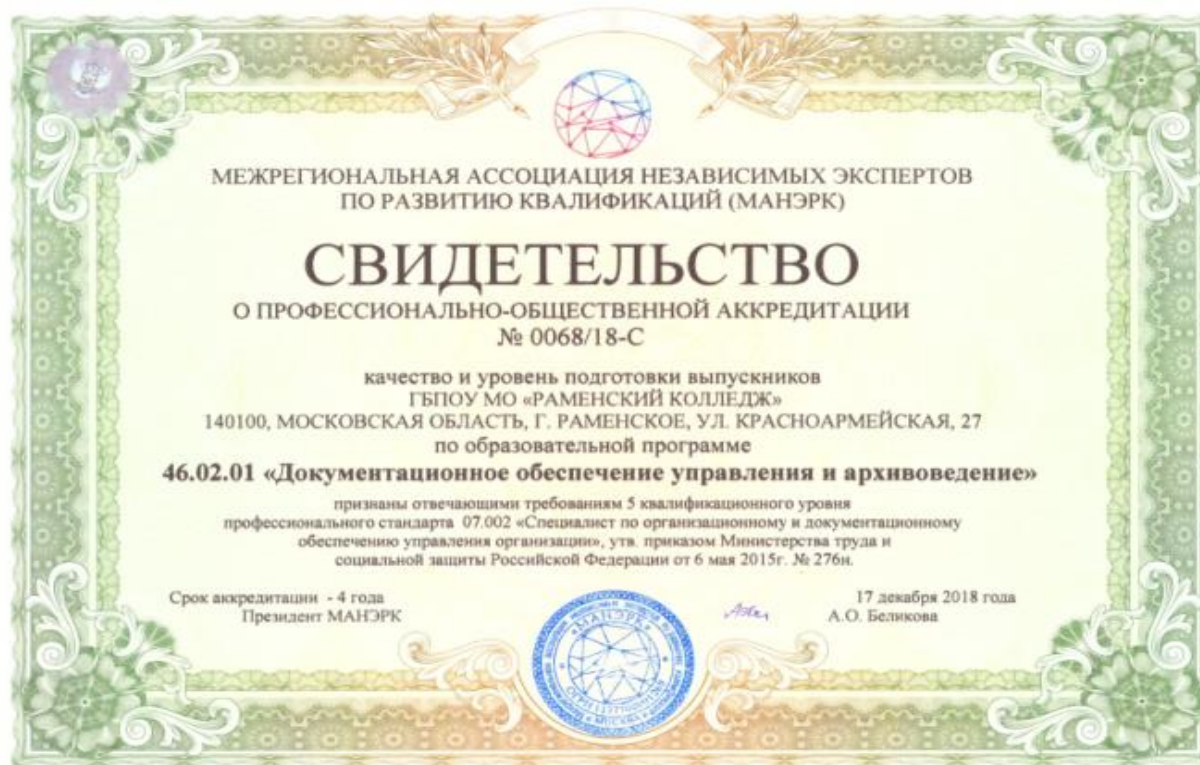 МЕЖРЕГИОНАЛЬНАЯ АССОЦИАЦИЯ НЕЗАВИСИМЫХ ЭКСПЕРТОВ
ПО РАЗВИТИЮ КВАЛИФИКАЦИЙ (МАНЭРК)
СВИДЕТЕЛЬСТВО
О ПРОФЕССИОНАЛЬНО-ОБЩЕСТВЕННОЙ АККРЕДИТАЦИИ
№ 0068/18-С
качество и уровень подготовки выпускников
ГБПОУ МО «РАМЕНСКИЙ КОЛЛЕДЖ»
140100, МОСКОВСКАЯ ОБЛАСТЬ, Г. РАМЕНСКОЕ, УЛ. КРАСНОАРМЕЙСКАЯ, 27
по образовательной программе
46.02.01 «Документационное обеспечение управления и архивоведение»
признаны отвечающими требованиям 5 квалификационного уровня
профессионального стандарта 07.002 «Специалист по организационному и документационному
обеспечению управления организации», утв. приказом Министерства труда и
социальной защиты Российской Федерации от 6 мая 2015г. № 276н.
Срок аккредитации - 4 года 17 декабря 2018 года
Президент МАНЭРК А.О. Беликова
«МАНЭРК»
МОСКВА